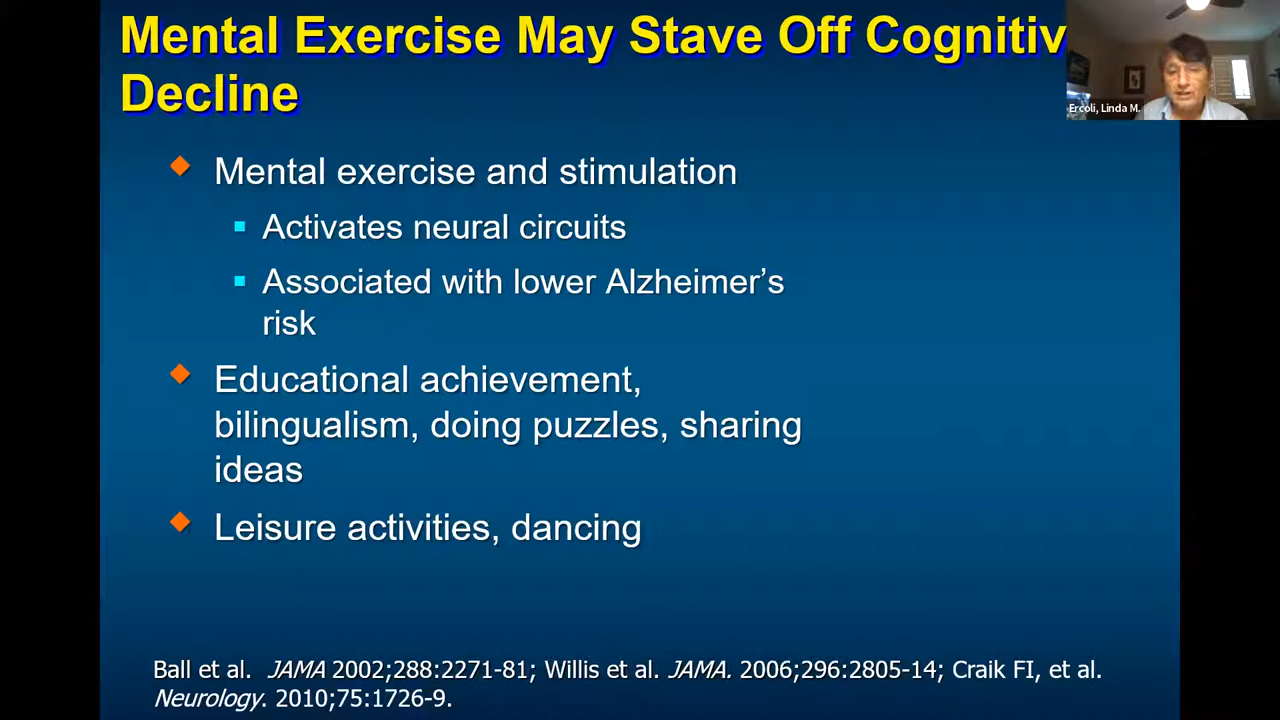 Mental Exercise May Stave Off Cognitiv
Decline
Ercoli, Linda M.
Mental exercise and stimulation
Activates neural circuits
Associated with lower Alzheimer’s
risk
Educational achievement,
bilingualism, doing puzzles, sharing
ideas
Leisure activities, dancing
Ball et al. JAMA 2002;288:2271-81; Willis et al. JAMA. 2006;296:2805-14; Craik FI, et al.
Neurology. 2010;75:1726-9.